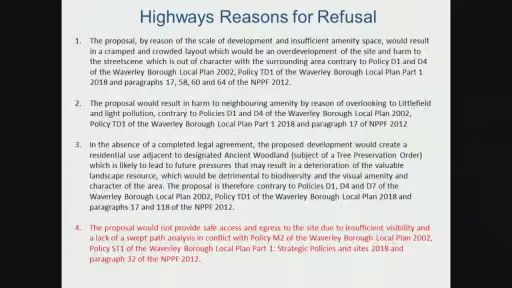 Highways Reasons for Refusal
1. The proposal, by reason of the scale of development and insufficient amenity space, would result
in a cramped and crowded layout which would be an overdevelopment of the site and harm to
the streetscene which is out of character with the surrounding area contrary to Policy D1 and D4
of the Waverley Borough Local Plan 2002, Policy TD1 of the Waverley Borough Local Plan Part 1
2018 and paragraphs 17, 58, 60 and 64 of the NPPF 2012.
2. The proposal would result in harm to neighbouring amenity by reason of overlooking to Littlefield
and light pollution, contrary to Policies D1 and D4 of the Waverley Borough Local Plan 2002,
Policy TD1 of the Waverley Borough Local Plan Part 1 2018 and paragraph 17 of NPPF 2012
3. In the absence of a completed legal agreement, the proposed development would create a
residential use adjacent to designated Ancient Woodland (subject of a Tree Preservation Order)
which is likely to lead to future pressures that may result in a deterioration of the valuable
landscape resource, which would be detrimental to biodiversity and the visual amenity and
character of the area. The proposal is therefore contrary to Policies D1, D4 and D7 of the
Waverley Borough Local Plan 2002, Policy TD1 of the Waverley Borough Local Plan 2018 and
paragraphs 17 and 118 of the NPPF 2012.
4. The proposal would not provide safe access and egress to the site due to insufficient visibility and
a lack of a swept path analysis in conflict with Policy M2 of the Waverley Borough Local Plan 2002,
Policy ST1 of the Waverley Borough Local Plan Part 1: Strategic Policies and sites 2018 and
paragraph 32 of the NPPF 2012.